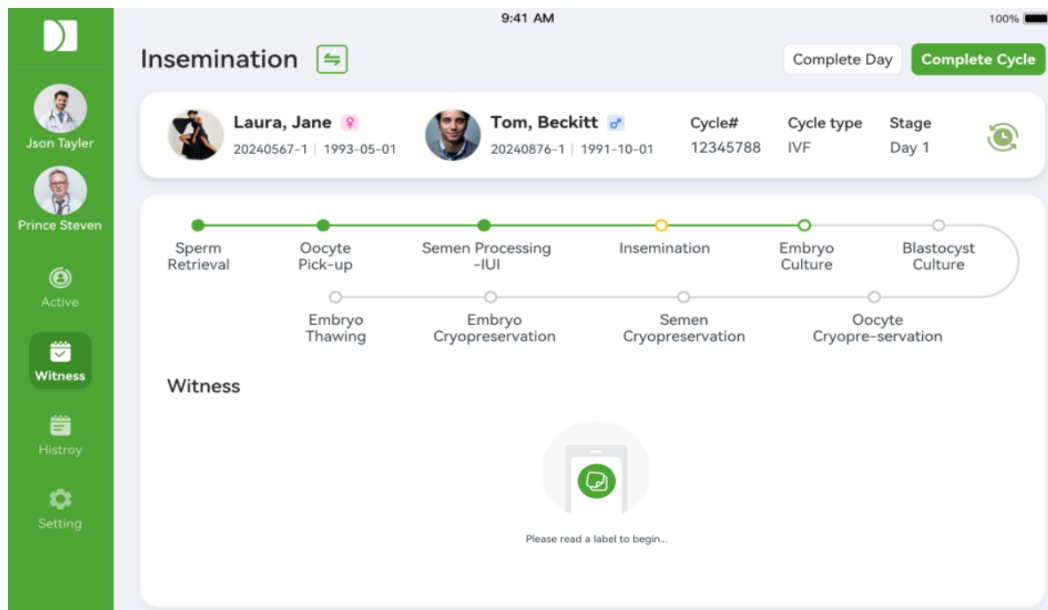 9:41 AM
100%
Insemination
Complete Day
Complete Cycle
Json Tayler
Prince Steven
Active
Witness
Histroy
Setting
Laura, Jane
20240567-1 | 1993-05-01
Tom, Beckitt
20240876-1 | 1991-10-01
Cycle#
12345788
Cycle type
IVF
Stage
Day 1
Sperm
Retrieval
Oocyte
Pick-up
Semen Processing
-IUI
Insemination
Embryo
Culture
Blastocyst
Culture
Embryo
Thawing
Embryo
Cryopreservation
Semen
Cryopreservation
Oocyte
Cryopre-servation
Witness
Please read a label to begin...